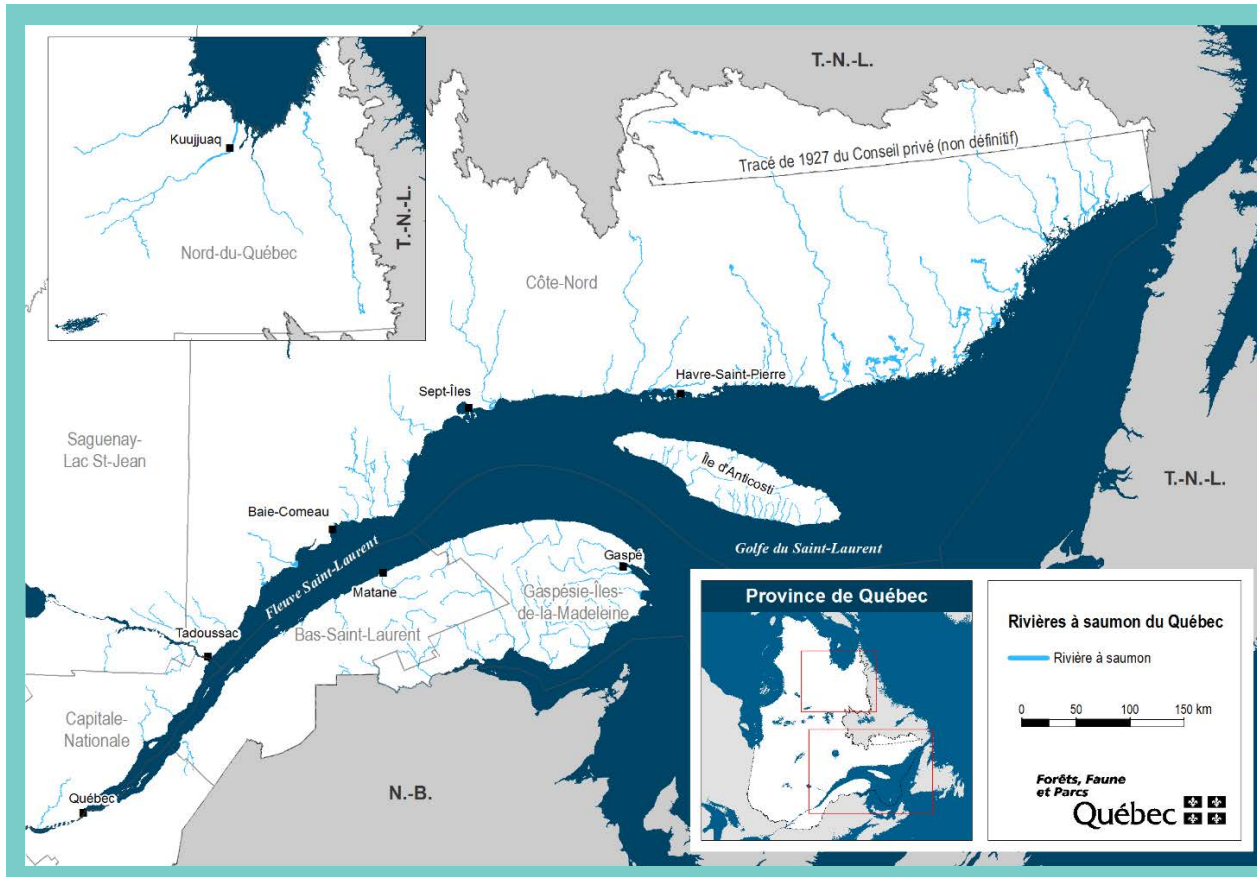 T.-N.-L.
Kuujjuaq
Nord-du-Québec
T.-N.-L.
Tracé de 1927 du Conseil privé (non définitif)
Côte-Nord
Sept-Îles
Havre-Saint-Pierre
Saguenay-
Lac St-Jean
Île d'Anticosti
T.-N.-L.
Baie-Comeau
Fleuve Saint-Laurent
Golfe du Saint-Laurent
Gaspé
Matane
Gaspésie-Îles-
de-la-Madeleine
Bas-Saint-Laurent
Tadoussac
Capitale-
Nationale
Québec
N.-B.
Province de Québec
Rivières à saumon du Québec
Rivière à saumon
0 50 100 150 km
Forêts, Faune
et Parcs
Québec